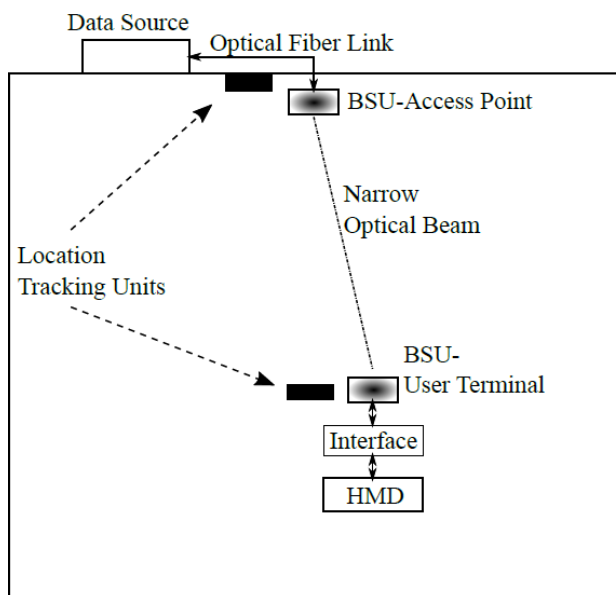 Data Source
Optical Fiber Link
BSU-Access Point
Narrow
Optical Beam
Location
Tracking Units
BSU-
User Terminal
Interface
HMD